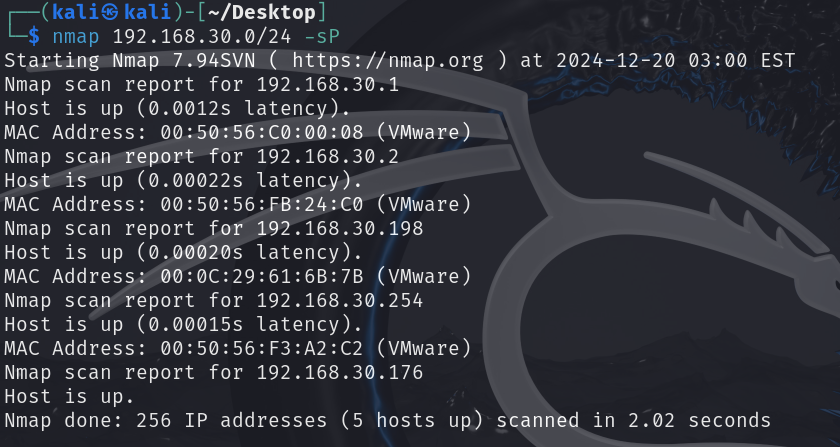 ┌──(kali㉿kali)-[~/Desktop]
└─$ nmap 192.168.30.0/24 -sP
Starting Nmap 7.94SVN ( https://nmap.org ) at 2024-12-20 03:00 EST
Nmap scan report for 192.168.30.1
Host is up (0.0012s latency).
MAC Address: 00:50:56:C0:00:08 (VMware)
Nmap scan report for 192.168.30.2
Host is up (0.00022s latency).
MAC Address: 00:50:56:FB:24:C0 (VMware)
Nmap scan report for 192.168.30.198
Host is up (0.00020s latency).
MAC Address: 00:0C:29:61:6B:7B (VMware)
Nmap scan report for 192.168.30.254
Host is up (0.00015s latency).
MAC Address: 00:50:56:F3:A2:C2 (VMware)
Nmap scan report for 192.168.30.176
Host is up.
Nmap done: 256 IP addresses (5 hosts up) scanned in 2.02 seconds